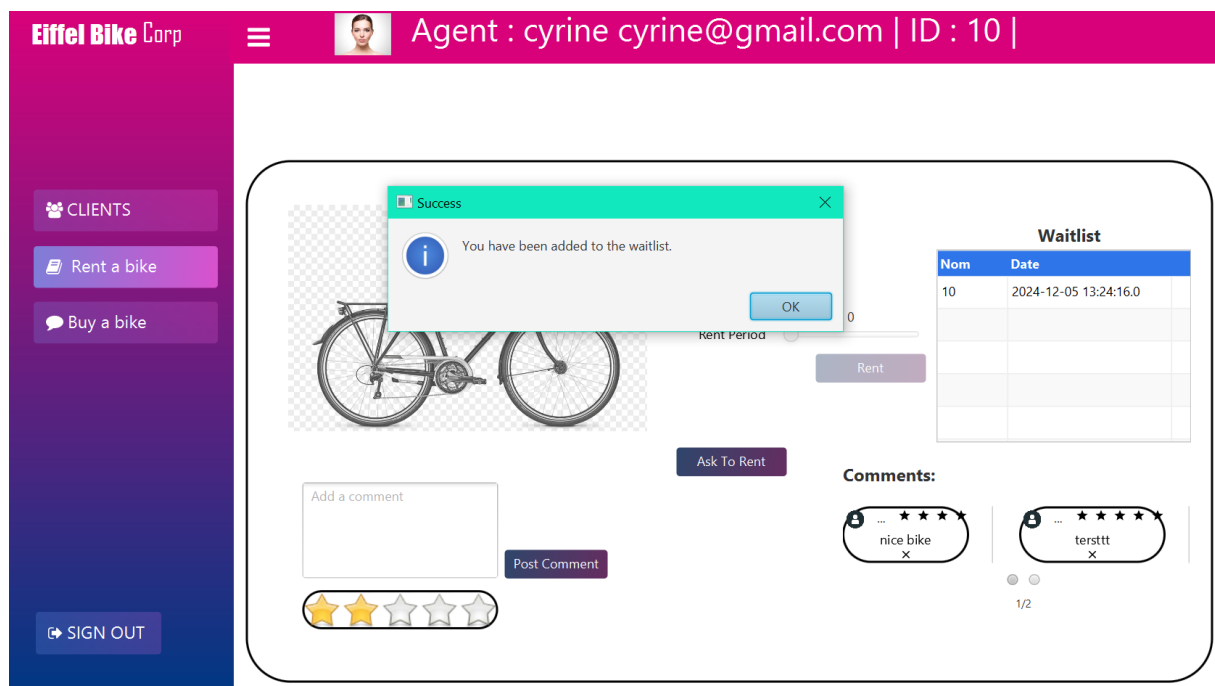 Eiffel Bike Corp
Agent : cyrine cyrine@gmail.com | ID : 10 |
CLIENTS
Rent a bike
Buy a bike
SIGN OUT
Success
You have been added to the waitlist.
OK
Rent Period
0
Rent
Ask To Rent
Waitlist
Nom Date
10 2024-12-05 13:24:16.0
Add a comment
Post Comment
Comments:
...
nice bike
...
tersttt
1/2